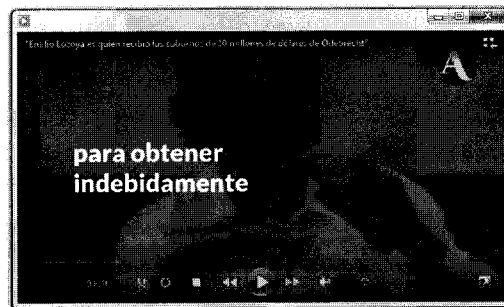 "Emilio Lozoya es quien recibió los sobornos de 10 millones de dólares de Odebrecht"
A
para obtener
indebidamente